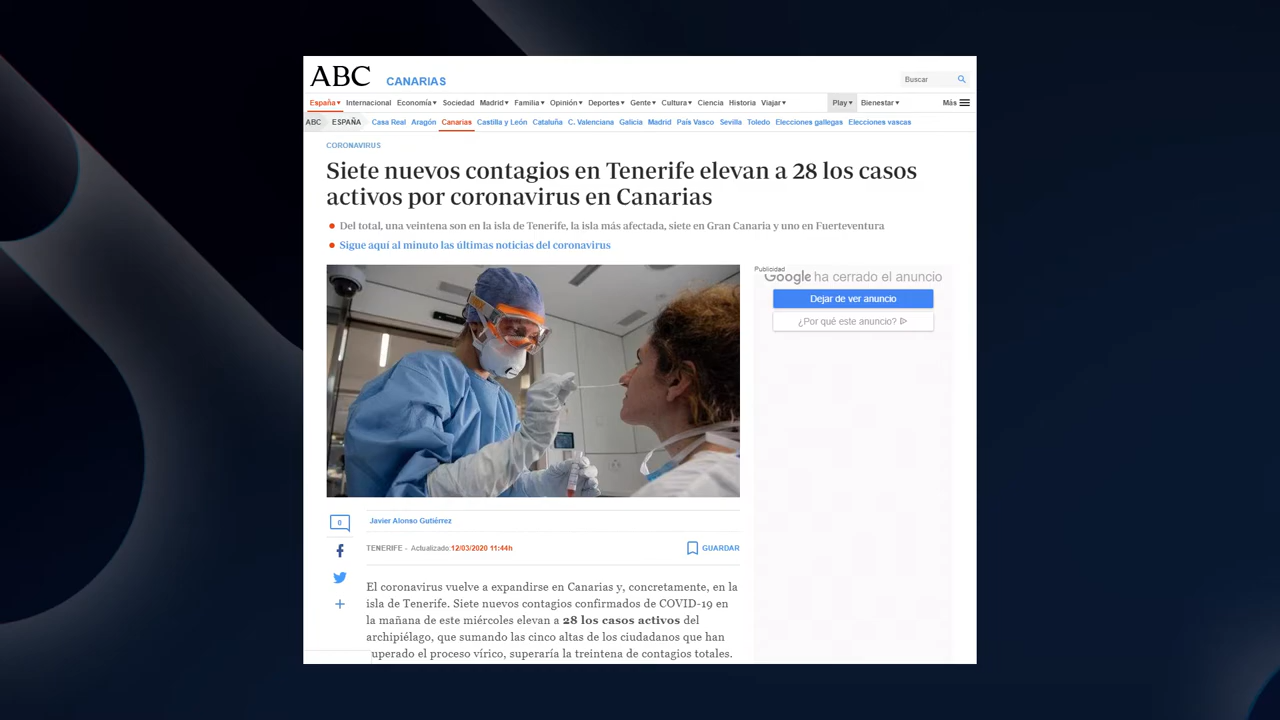 ABC CANARIAS Buscar
España Internacional Economía Sociedad Madrid Familia Opinión Deportes Gente Cultura Ciencia Historia Viajar Play Bienestar Más
ABC ESPAÑA Casa Real Aragón Canarias Castilla y León Cataluña C. Valenciana Galicia Madrid País Vasco Sevilla Toledo Elecciones gallegas Elecciones vascas
CORONAVIRUS
Siete nuevos contagios en Tenerife elevan a 28 los casos
activos por coronavirus en Canarias
Del total, una veintena son en la isla de Tenerife, la isla más afectada, siete en Gran Canaria y uno en Fuerteventura
Sigue aquí al minuto las últimas noticias del coronavirus
Publicidad
Google ha cerrado el anuncio
Dejar de ver anuncio
¿Por qué este anuncio?
0
Javier Alonso Gutiérrez
TENERIFE - Actualizado:12/03/2020 11:44h GUARDAR
El coronavirus vuelve a expandirse en Canarias y, concretamente, en la
isla de Tenerife. Siete nuevos contagios confirmados de COVID-19 en
la mañana de este miércoles elevan a 28 los casos activos del
archipiélago, que sumando las cinco altas de los ciudadanos que han
uperado el proceso vírico, superaría la treintena de contagios totales.